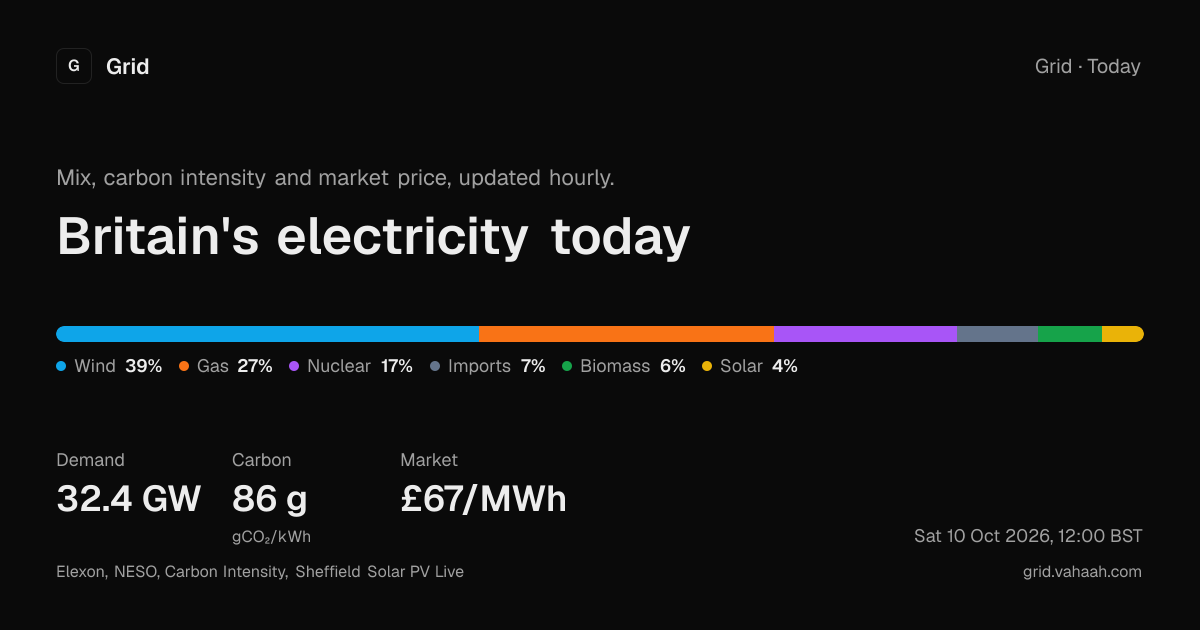 G Grid Grid · Today
Mix, carbon intensity and market price, updated hourly.
Britain's electricity today
Wind 39% Gas 27% Nuclear 17% Imports 7% Biomass 6% Solar 4%
Demand Carbon Market
32.4 GW 86 g £67/MWh
gCO₂/kWh Sat 10 Oct 2026, 12:00 BST
Elexon, NESO, Carbon Intensity, Sheffield Solar PV Live grid.vahaah.com